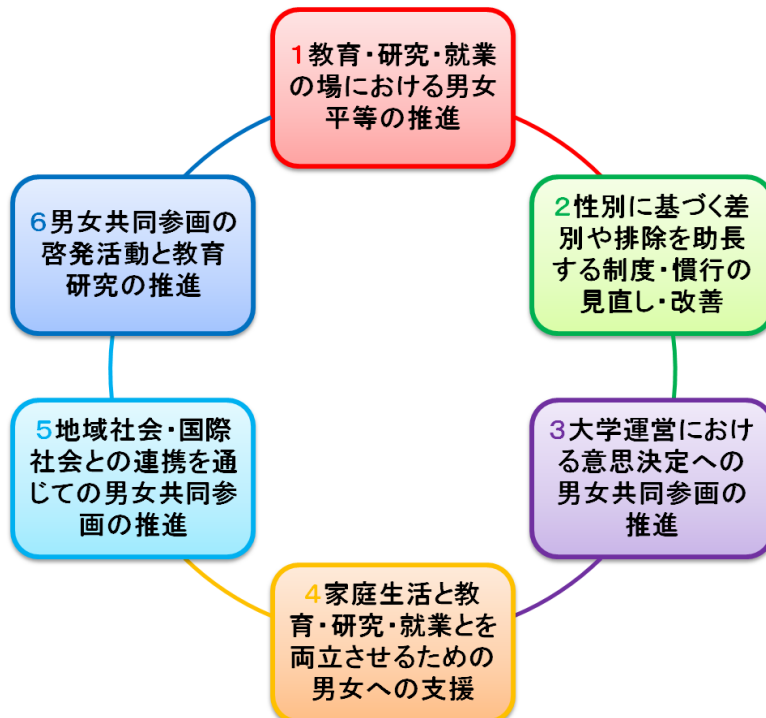 1教育・研究・就業
の場における男女
平等の推進
2性別に基づく差
別や排除を助長
する制度・慣行の
見直し・改善
3大学運営におけ
る意思決定への
男女共同参画の
推進
4家庭生活と教
育・研究・就業とを
両立させるための
男女への支援
5地域社会・国際
社会との連携を通
じての男女共同参
画の推進
6男女共同参画の
啓発活動と教育
研究の推進